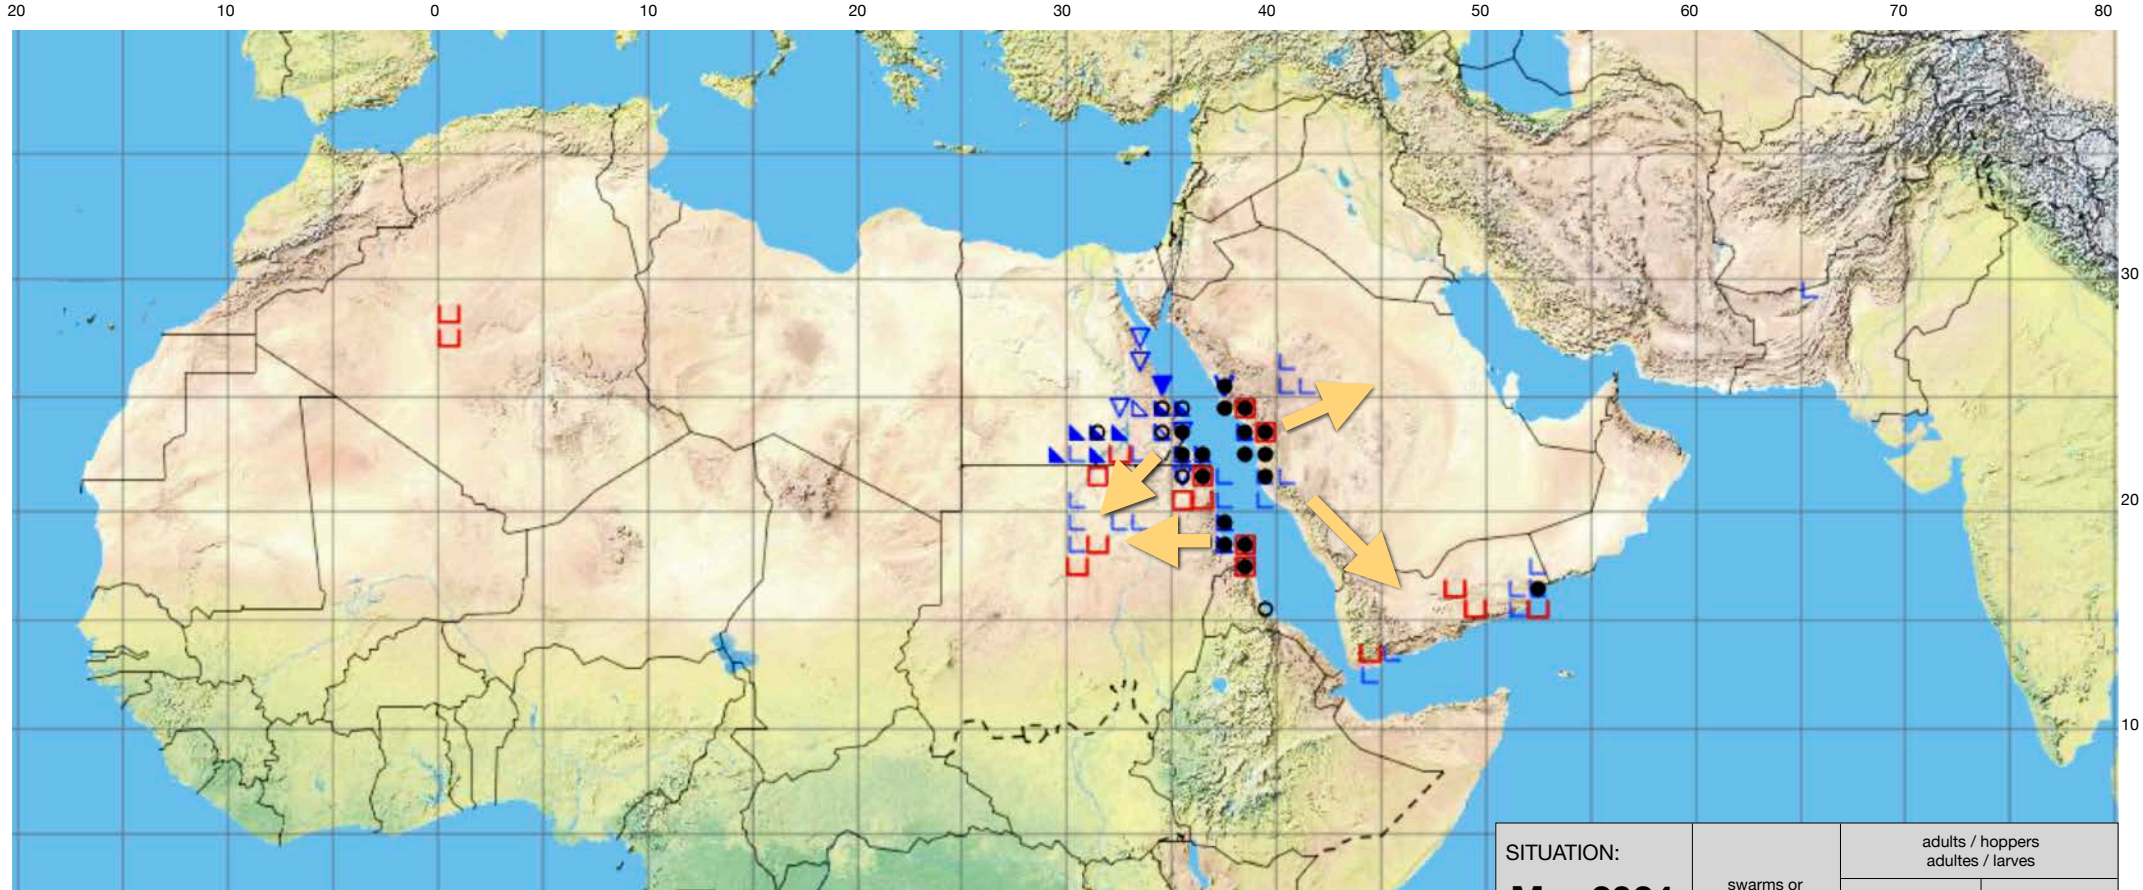 20 10 0 10 20 30 40 50 60 70 80
30
20
10
SITUATION:
adults / hoppers
adultes / larves
swarms or